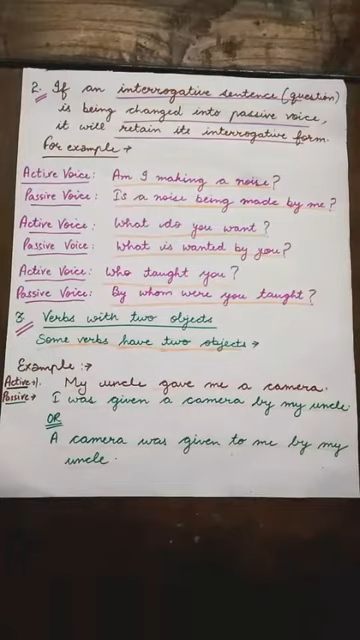 2. If an interrogative sentence (question)
is being changed into passive voice,
it will retain its interrogative form.
For example →
Active Voice: Am I making a noise?
Passive Voice: Is a noise being made by me?
Active Voice: What do you want?
Passive Voice: What is wanted by you?
Active Voice: Who taught you?
Passive Voice: By whom were you taught?
3. Verbs with two objects
Some verbs have two objects →
Example :→
Active →1. My uncle gave me a camera.
Passive → I was given a camera by my uncle
OR
A camera was given to me by my
uncle.